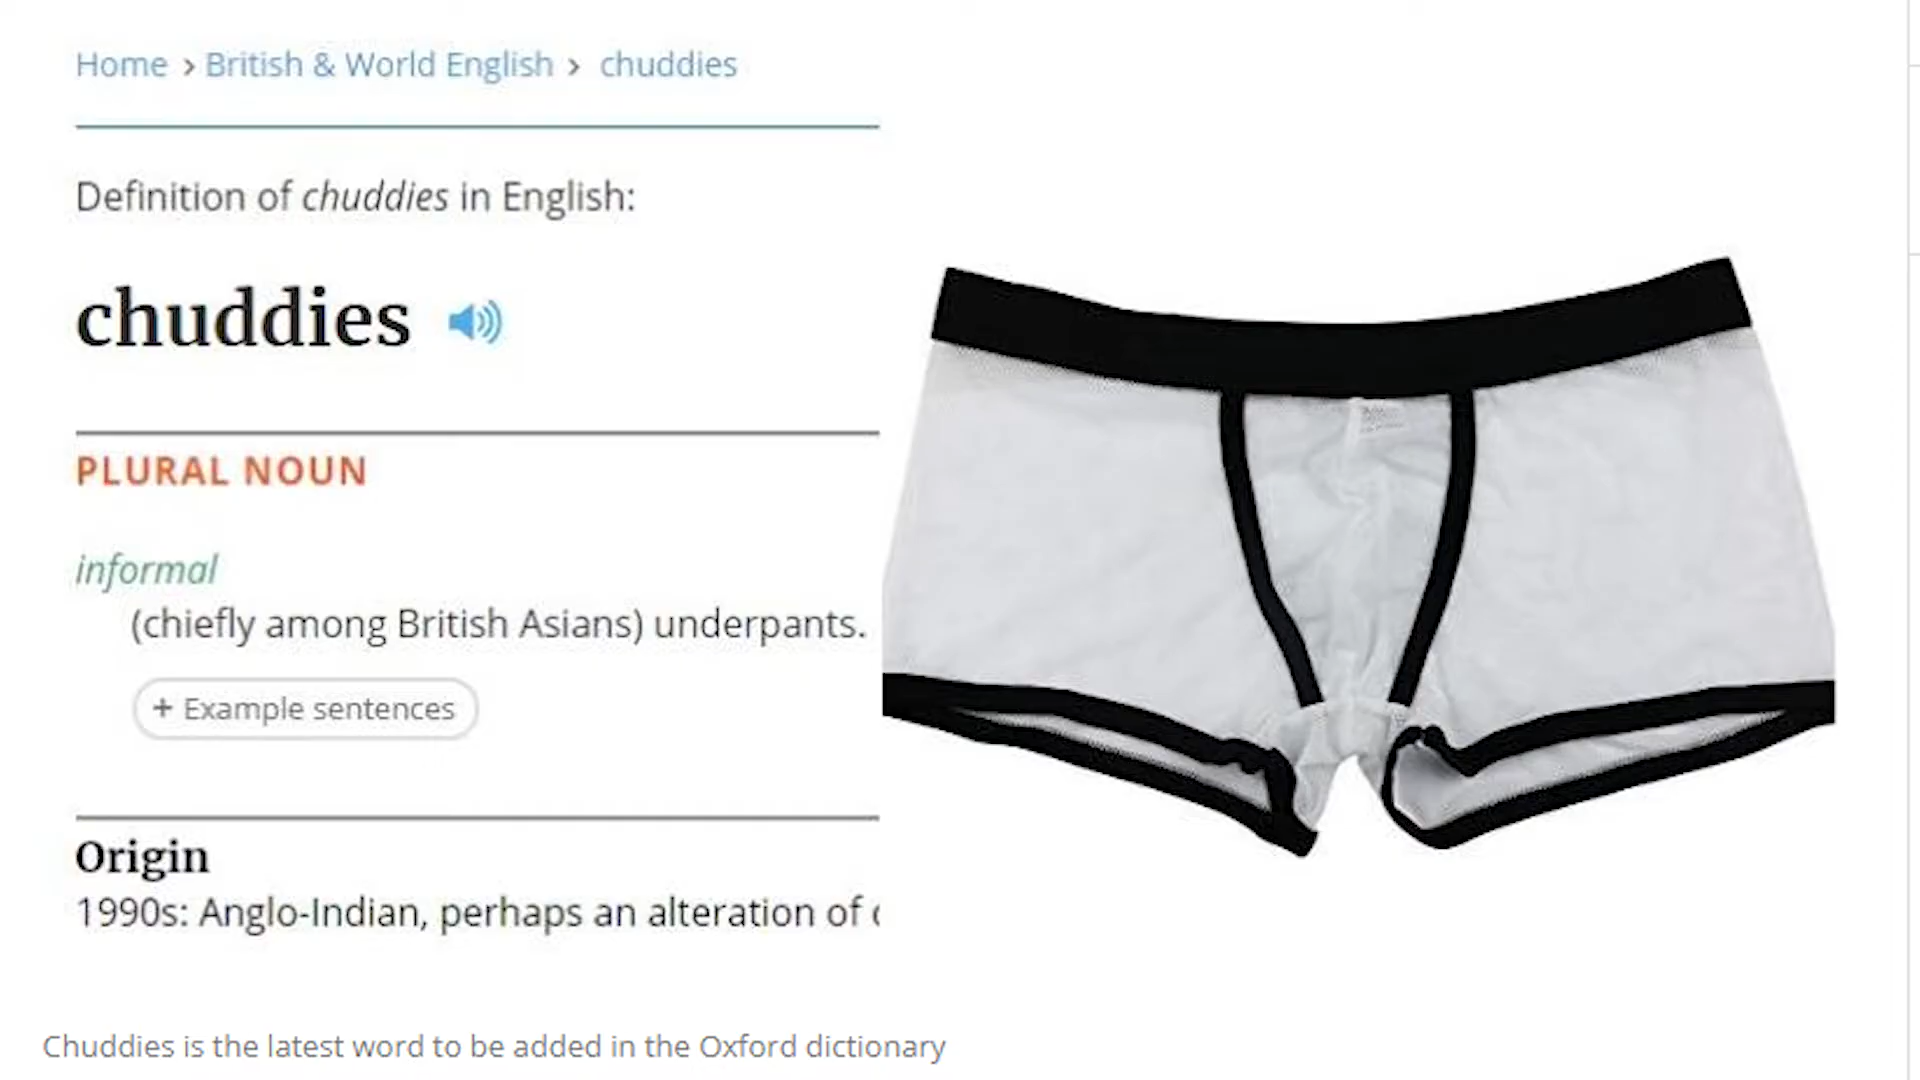 Home > British & World English > chuddies
Definition of chuddies in English:
chuddies
PLURAL NOUN
informal
(chiefly among British Asians) underpants.
+ Example sentences
Origin
1990s: Anglo-Indian, perhaps an alteration of
Chuddies is the latest word to be added in the Oxford dictionary